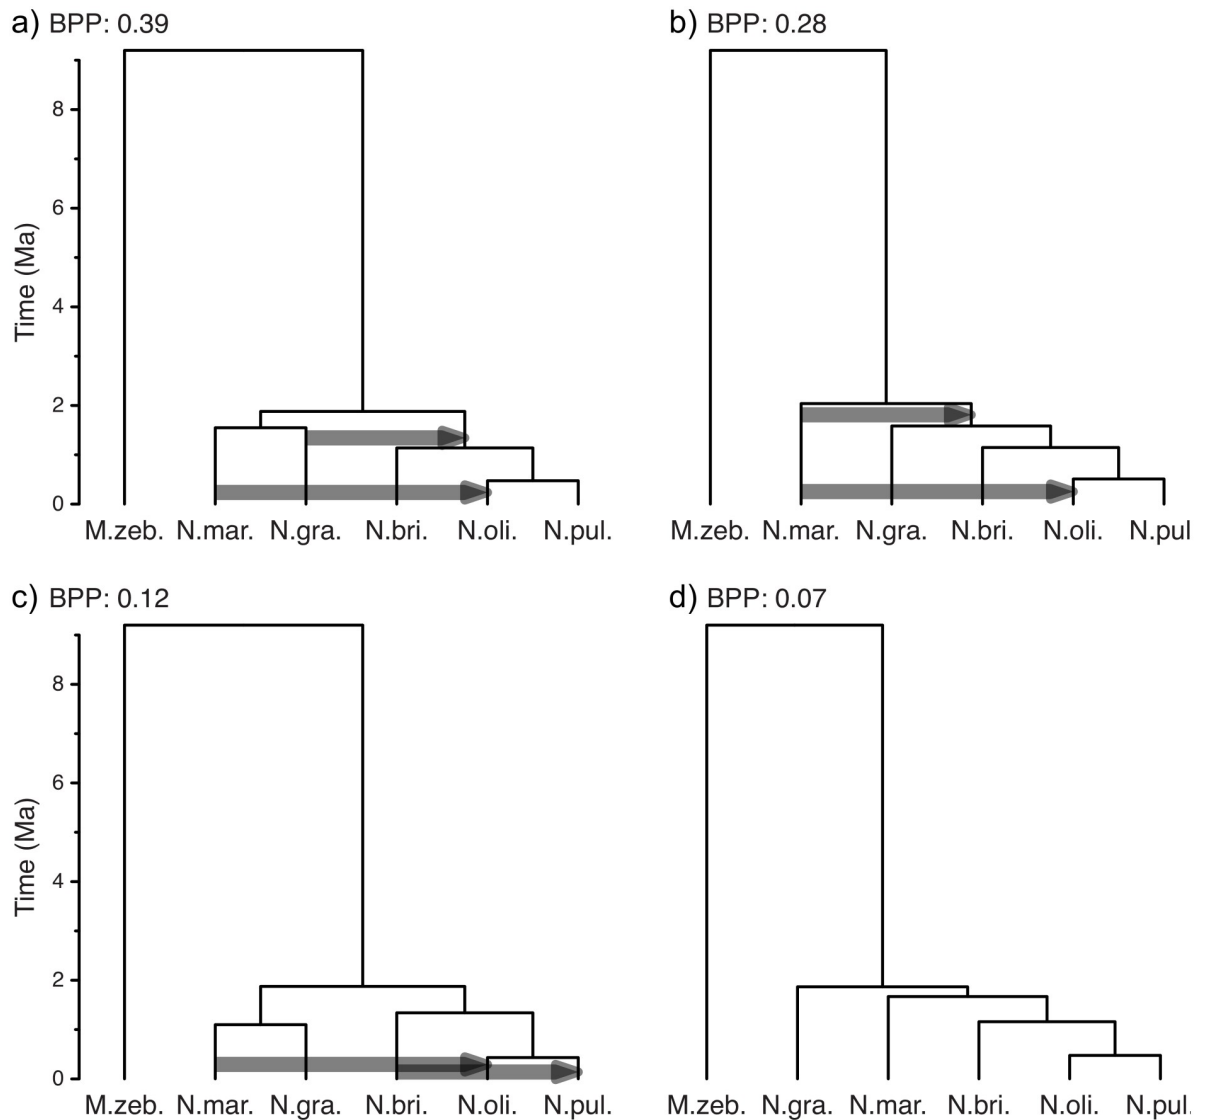 a) BPP: 0.39
b) BPP: 0.28
8
6
4
2
0
Time (Ma)
M.zeb. N.mar. N.gra. N.bri. N.oli. N.pul.
M.zeb. N.mar. N.gra. N.bri. N.oli. N.pul
c) BPP: 0.12
d) BPP: 0.07
8
6
4
2
0
Time (Ma)
M.zeb. N.mar. N.gra. N.bri. N.oli. N.pul.
M.zeb. N.gra. N.mar. N.bri. N.oli. N.pul.